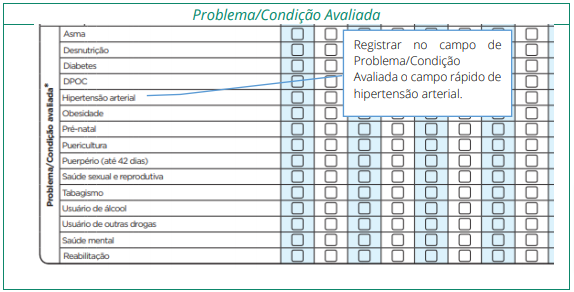 Problema/Condição Avaliada
Problema/Condição avaliada*
Asma
Desnutrição
Diabetes
DPOC
Hipertensão arterial
Obesidade
Pré-natal
Puericultura
Puerpério (até 42 dias)
Saúde sexual e reprodutiva
Tabagismo
Usuário de álcool
Usuário de outras drogas
Saúde mental
Reabilitação
Registrar no campo de
Problema/Condição
Avaliada o campo rápido de
hipertensão arterial.